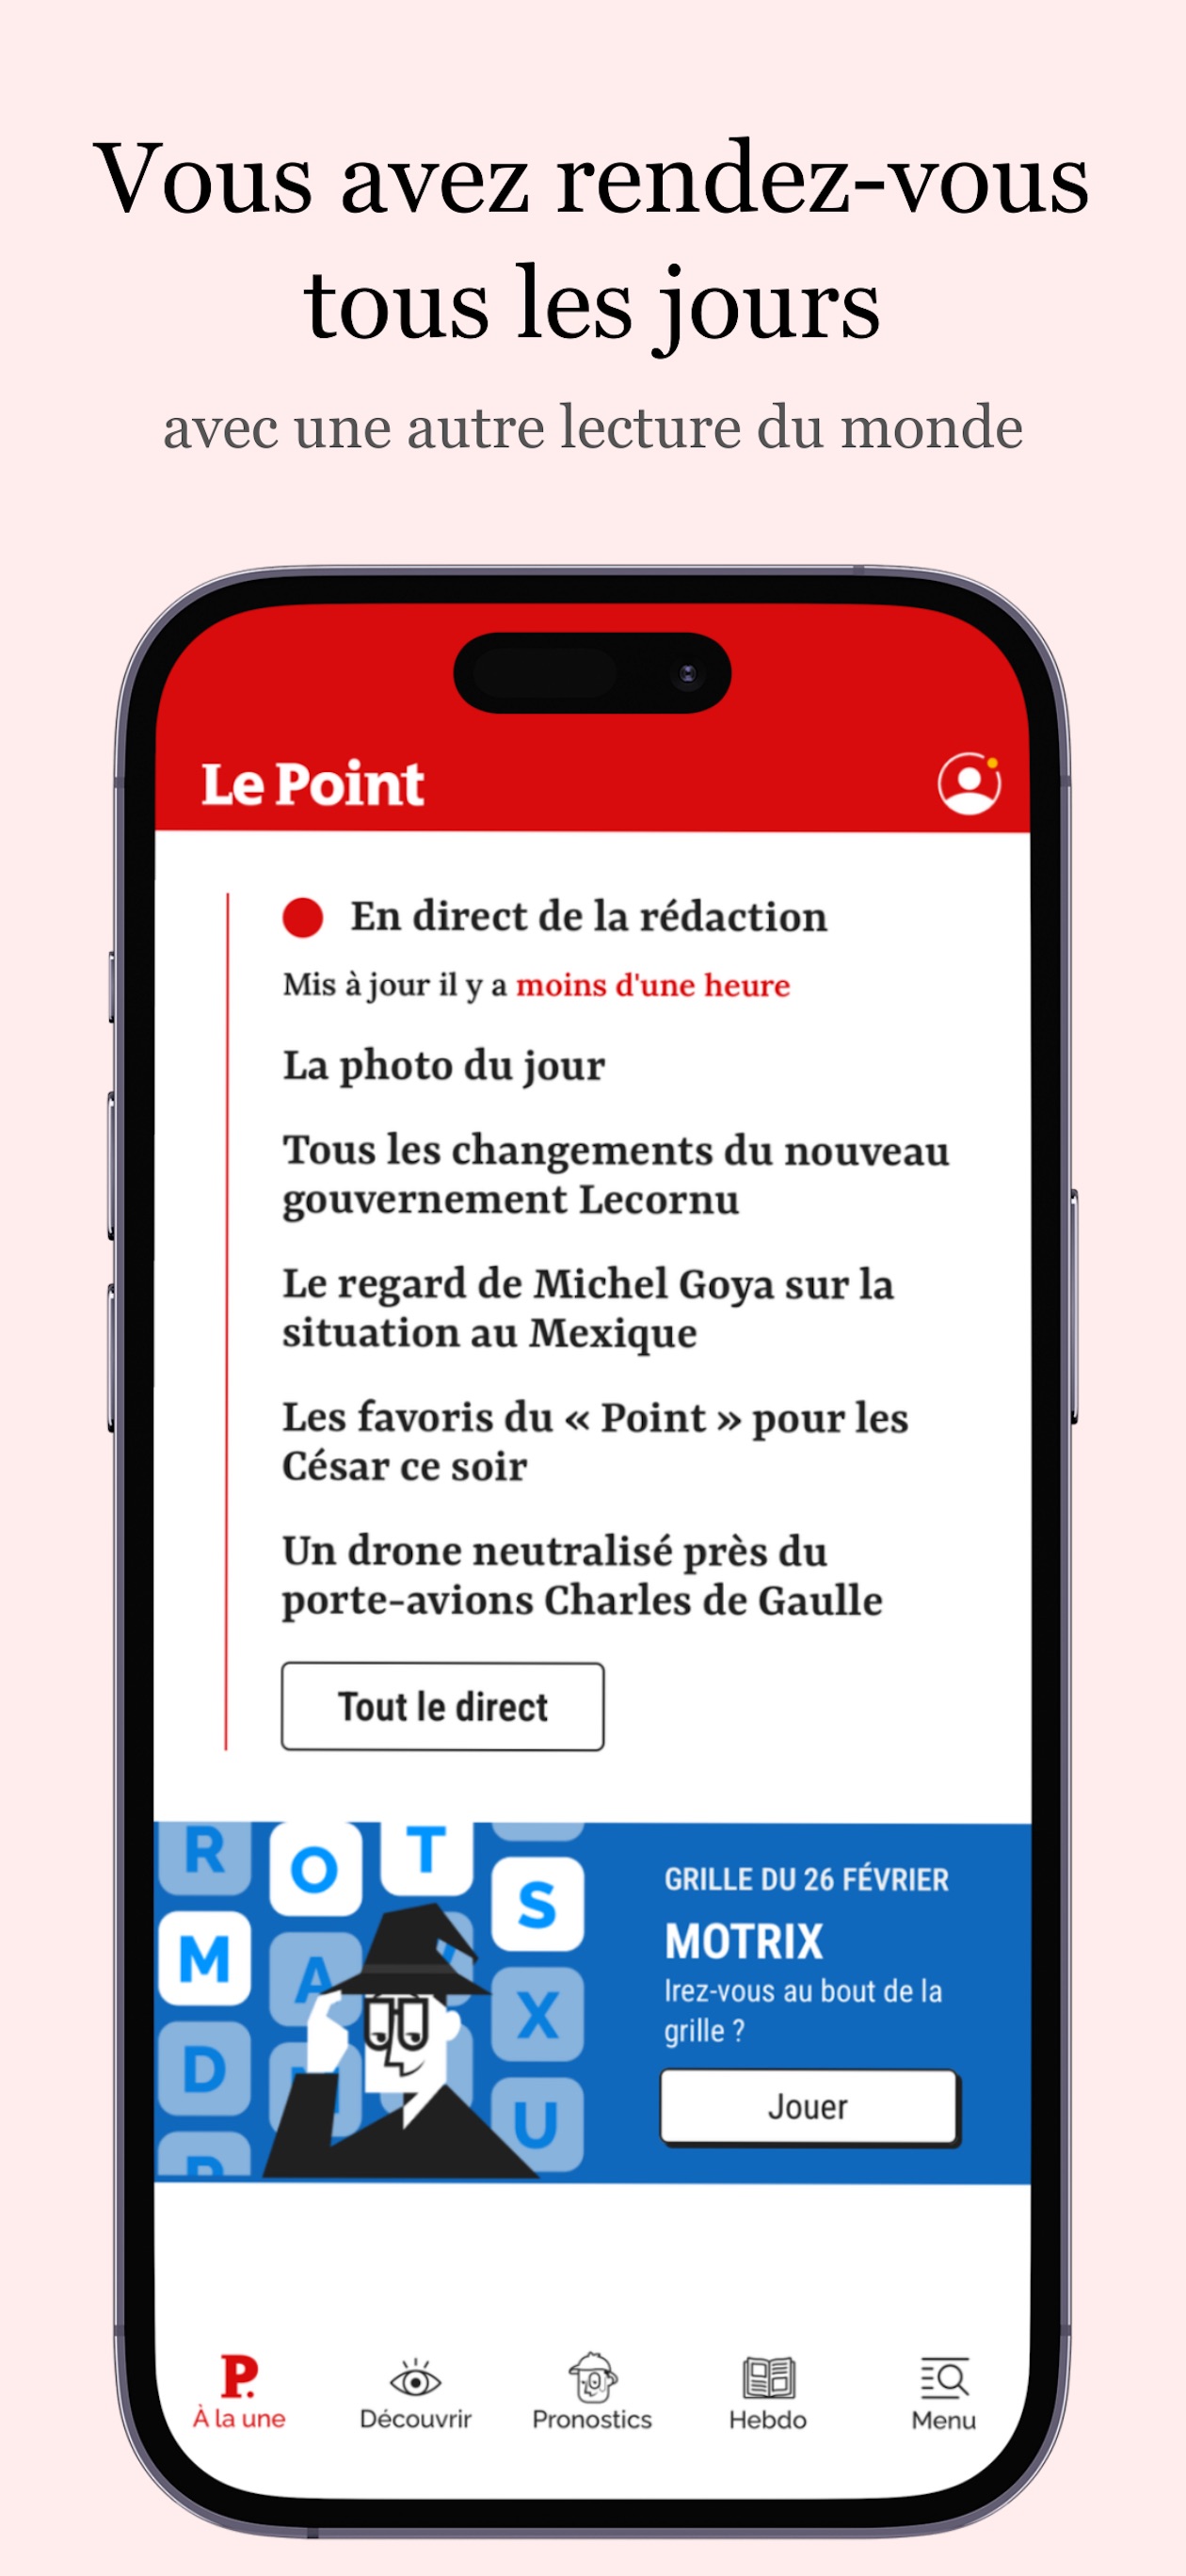 Vous avez rendez-vous
tous les jours
avec une autre lecture du monde
Le Point
En direct de la rédaction
Mis à jour il y a moins d'une heure
La photo du jour
Tous les changements du nouveau
gouvernement Lecornu
Le regard de Michel Goya sur la
situation au Mexique
Les favoris du « Point » pour les
César ce soir
Un drone neutralisé près du
porte-avions Charles de Gaulle
Tout le direct
R O T S
M A X
D U
GRILLE DU 26 FÉVRIER
MOTRIX
Irez-vous au bout de la
grille ?
Jouer
P.
À la une
Découvrir
Pronostics
Hebdo
Menu